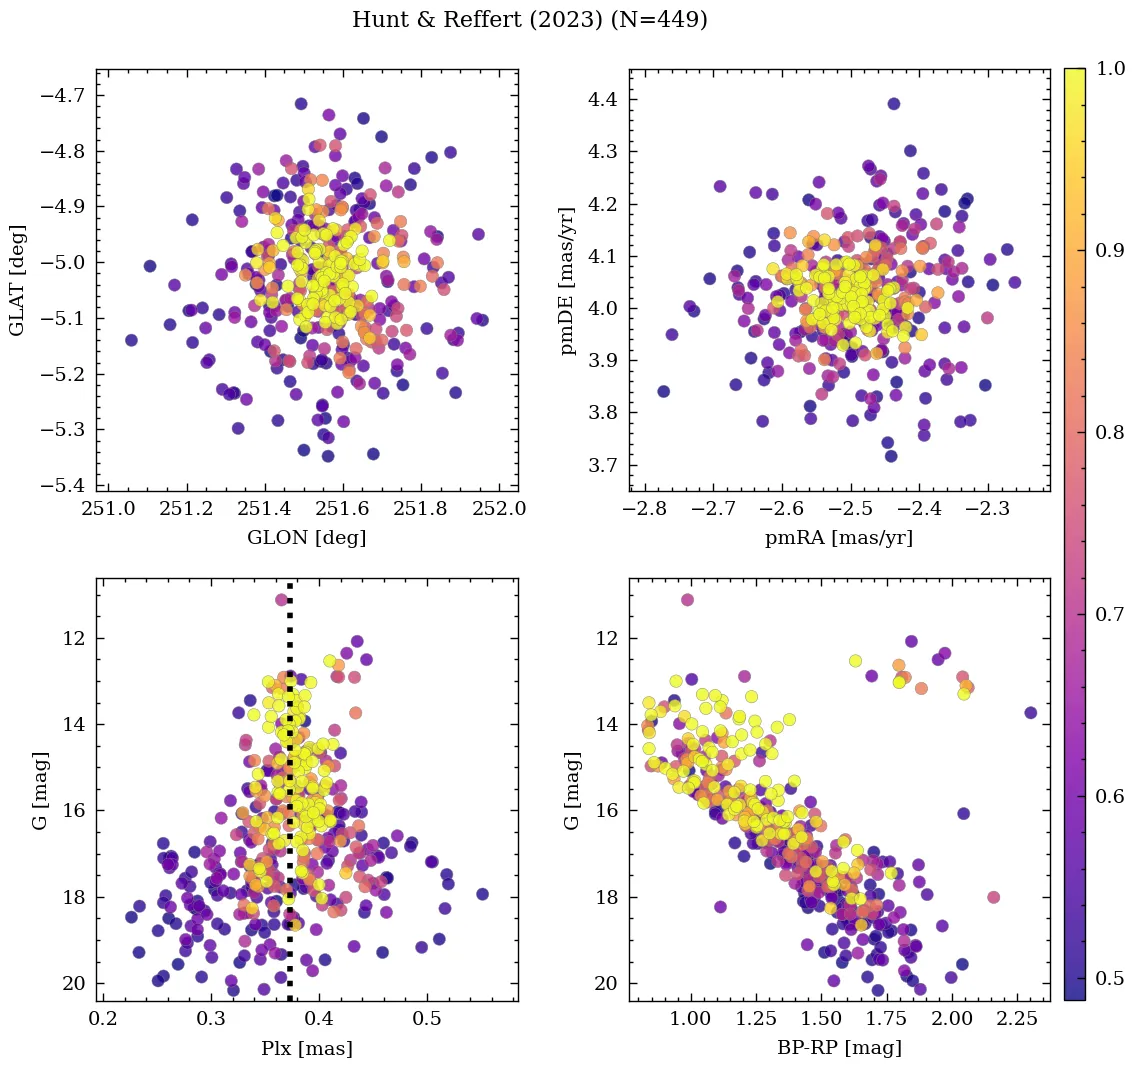 Hunt & Reffert (2023) (N=449)
−4.7
−4.8
−4.9
−5.0
−5.1
−5.2
−5.3
−5.4
GLAT [deg]
251.0 251.2 251.4 251.6 251.8 252.0
GLON [deg]
4.4
4.3
4.2
4.1
4.0
3.9
3.8
3.7
pmDE [mas/yr]
−2.8 −2.7 −2.6 −2.5 −2.4 −2.3
pmRA [mas/yr]
12
14
16
18
20
G [mag]
0.2 0.3 0.4 0.5
Plx [mas]
12
14
16
18
20
G [mag]
1.00 1.25 1.50 1.75 2.00 2.25
BP-RP [mag]
1.0
0.9
0.8
0.7
0.6
0.5